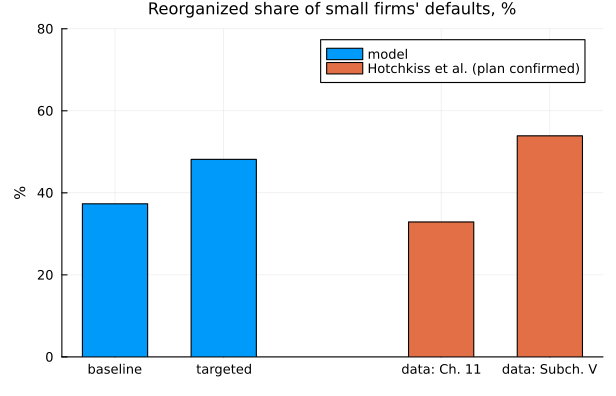 Reorganized share of small firms' defaults, %
80
model
Hotchkiss et al. (plan confirmed)
60
%
40
20
0
baseline
targeted
data: Ch. 11
data: Subch. V